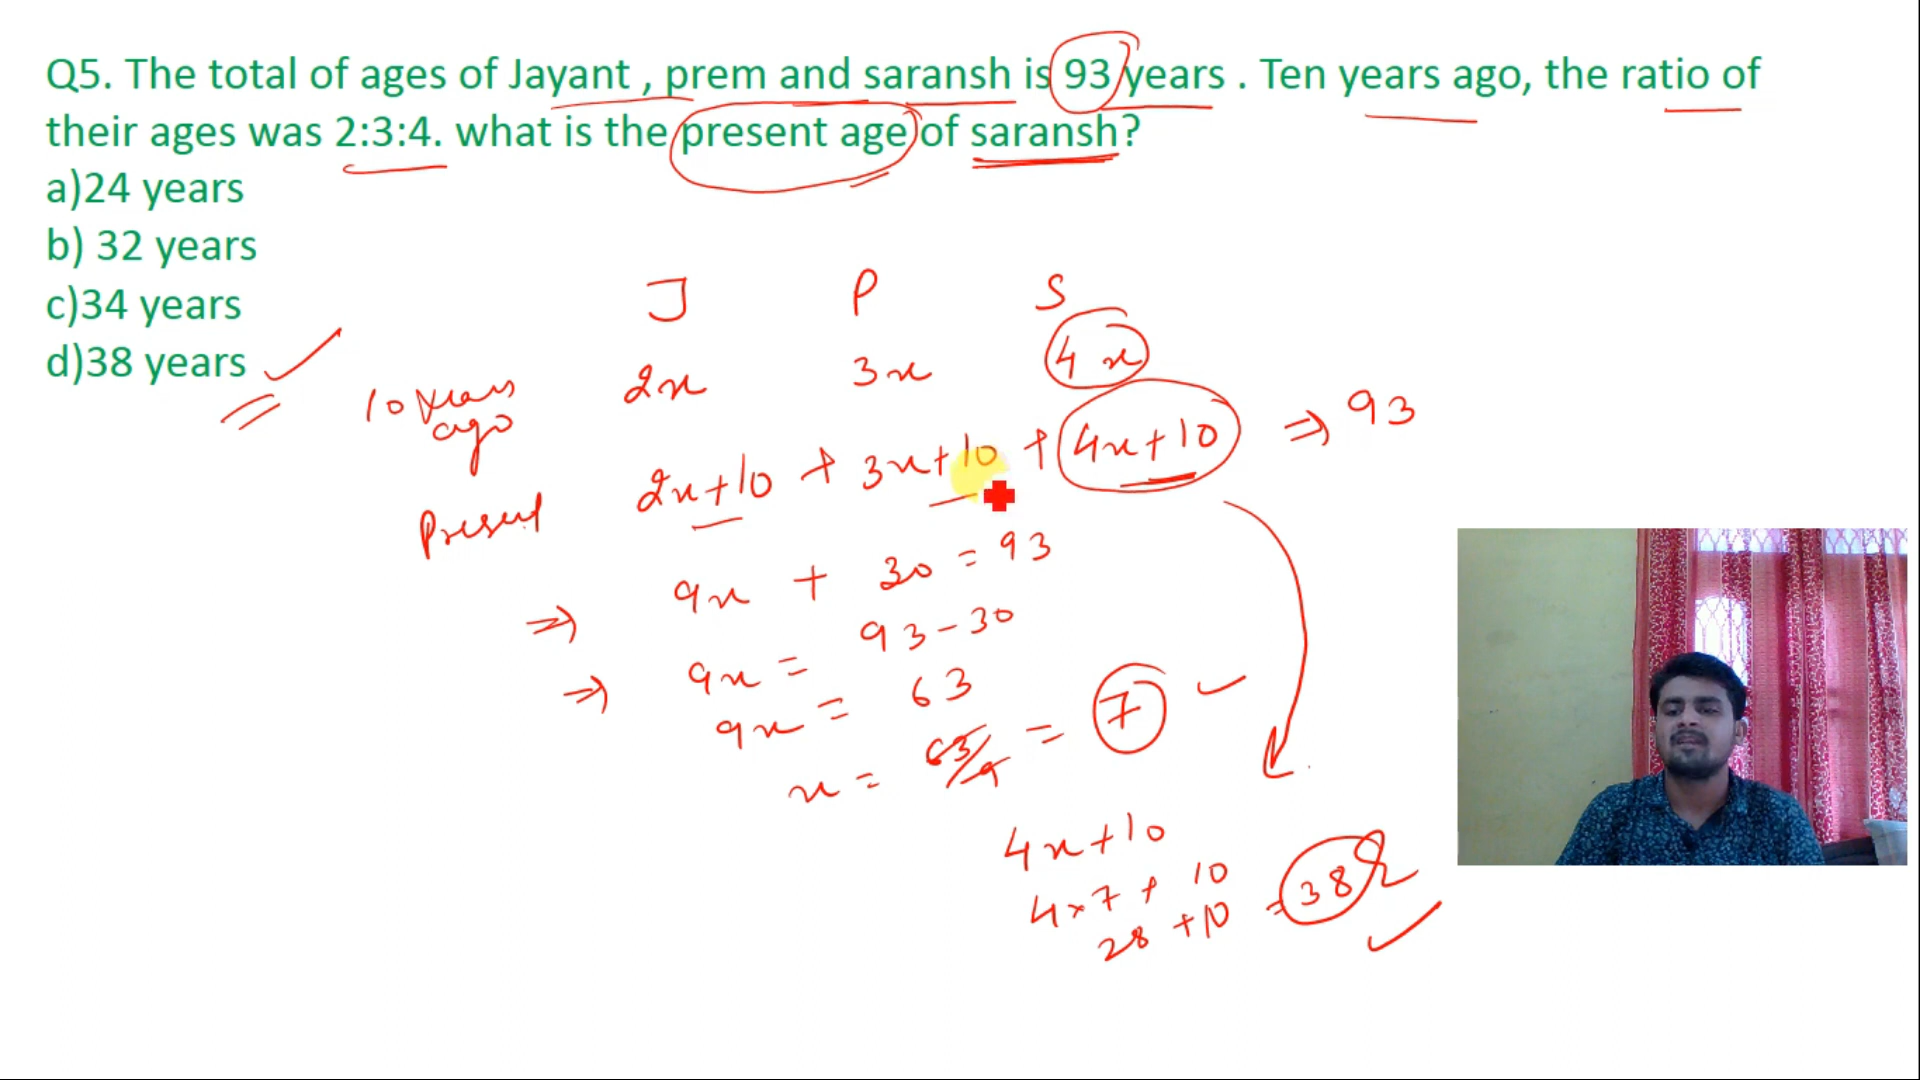 Q5. The total of ages of Jayant , prem and saransh is 93 years . Ten years ago, the ratio of
their ages was 2:3:4. what is the present age of saransh?
a)24 years
b) 32 years
c)34 years
d)38 years
J P S
10 years ago 2x 3x 4x
Present 2x+10 + 3x+10 + 4x+10 ⇒ 93
⇒ 9x + 30 = 93
⇒ 9x = 93-30
9x = 63
x = 63/9 = 7
4x+10
4×7 + 10
28 +10 = 38